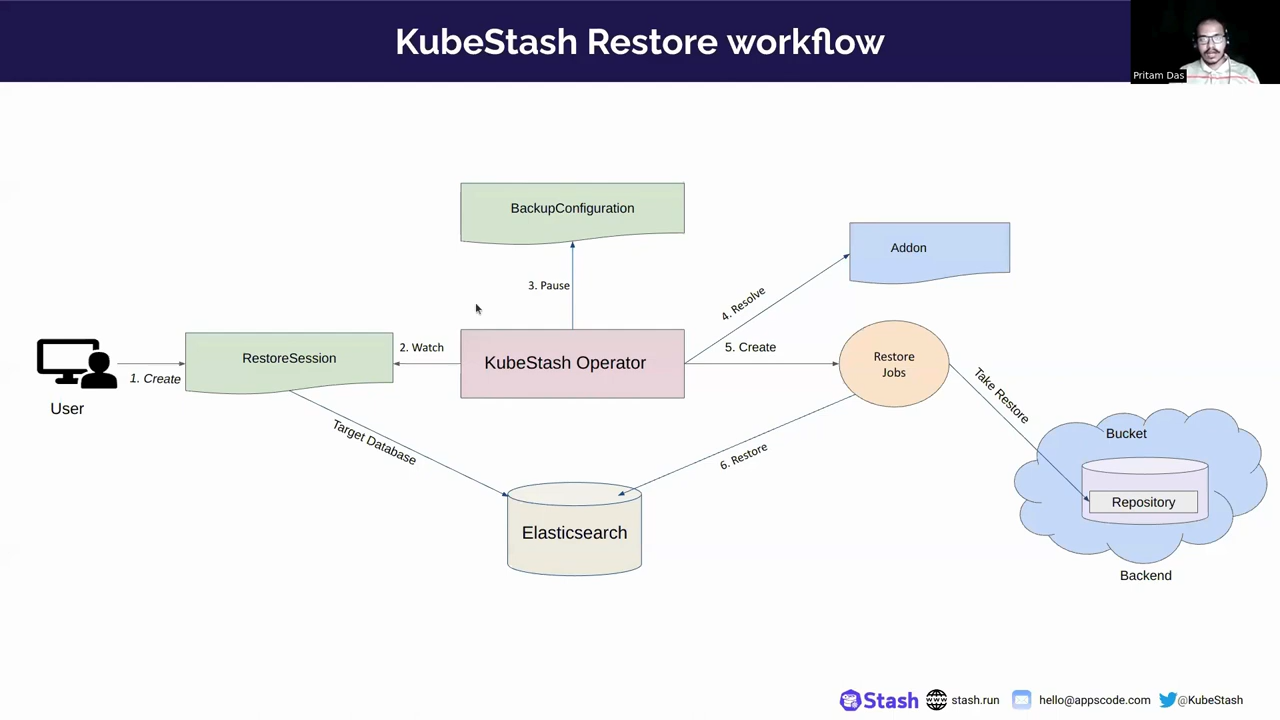 KubeStash Restore workflow
Pritam Das
BackupConfiguration
Addon
3. Pause
4. Resolve
RestoreSession
2. Watch
KubeStash Operator
5. Create
Restore
Jobs
1. Create
User
Target Database
6. Restore
Take Restore
Bucket
Repository
Elasticsearch
Backend
Stash
stash.run
hello@appscode.com
@KubeStash